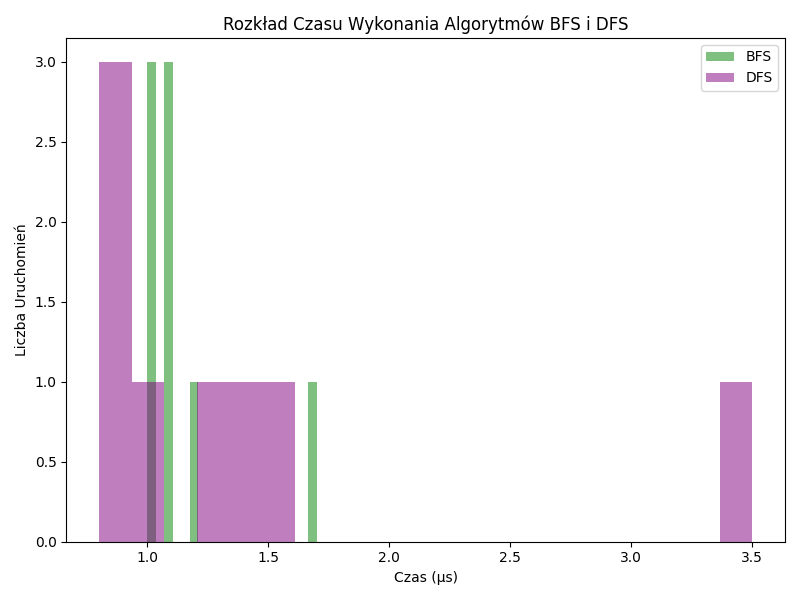 Rozkład Czasu Wykonania Algorytmów BFS i DFS
BFS
DFS
3.0
2.5
2.0
1.5
1.0
0.5
0.0
Liczba Uruchomień
1.0
1.5
2.0
2.5
3.0
3.5
Czas (μs)